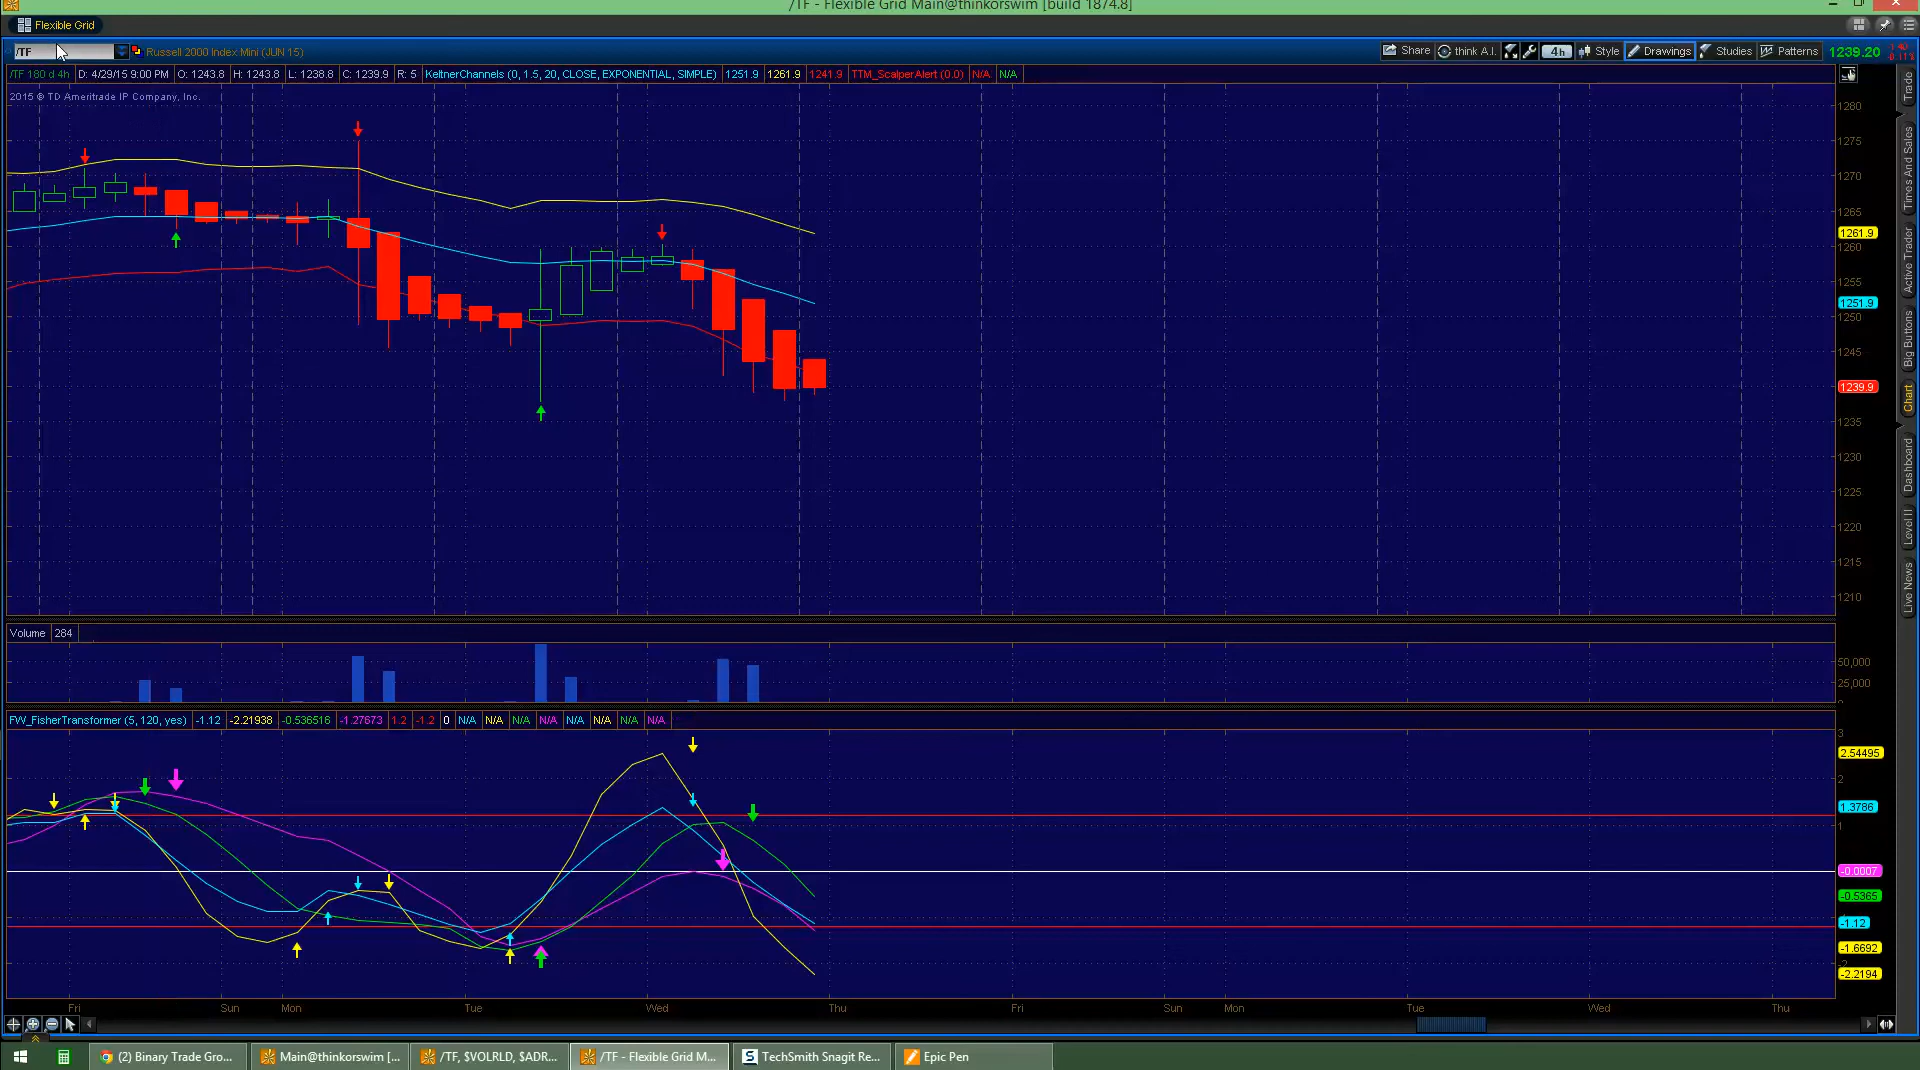 /TF - Flexible Grid Main@thinkorswim [build 1874.8]
Flexible Grid
/TF Russell 2000 Index Mini (JUN 15) Share think A.I. 4h Style Drawings Studies Patterns 1239.20
/TF 180 d 4h D: 4/29/15 9:00 PM O: 1243.8 H: 1243.8 L: 1238.8 C: 1239.9 R: 5 KeltnerChannels (0, 1.5, 20, CLOSE, EXPONENTIAL, SIMPLE) 1251.9 1261.9 1241.9 TTM_ScalperAlert (0.0) N/A N/A
2015 © TD Ameritrade IP Company, Inc.
1280
1275
1270
1265
1261.9
1260
1255
1251.9
1250
1245
1239.9
1235
1230
1225
1220
1215
1210
Trade
Times And Sales
Active Trader
Big Buttons
Chart
Dashboard
Level II
Live News
Volume 284
50,000
25,000
FW_FisherTransformer (5, 120, yes) -1.12 -2.21938 -0.536516 -1.27673 1.2 -1.2 0 N/A N/A N/A N/A N/A N/A N/A N/A
3
2.54495
2
1.3786
1
-0.0007
-0.5365
-1.12
-1.6692
-2.2194
Fri Sun Mon Tue Wed Thu Fri Sun Mon Tue Wed Thu
(2) Binary Trade Gro... Main@thinkorswim [... /TF, $VOLRLD, $ADR... /TF - Flexible Grid M... TechSmith Snagit Re... Epic Pen